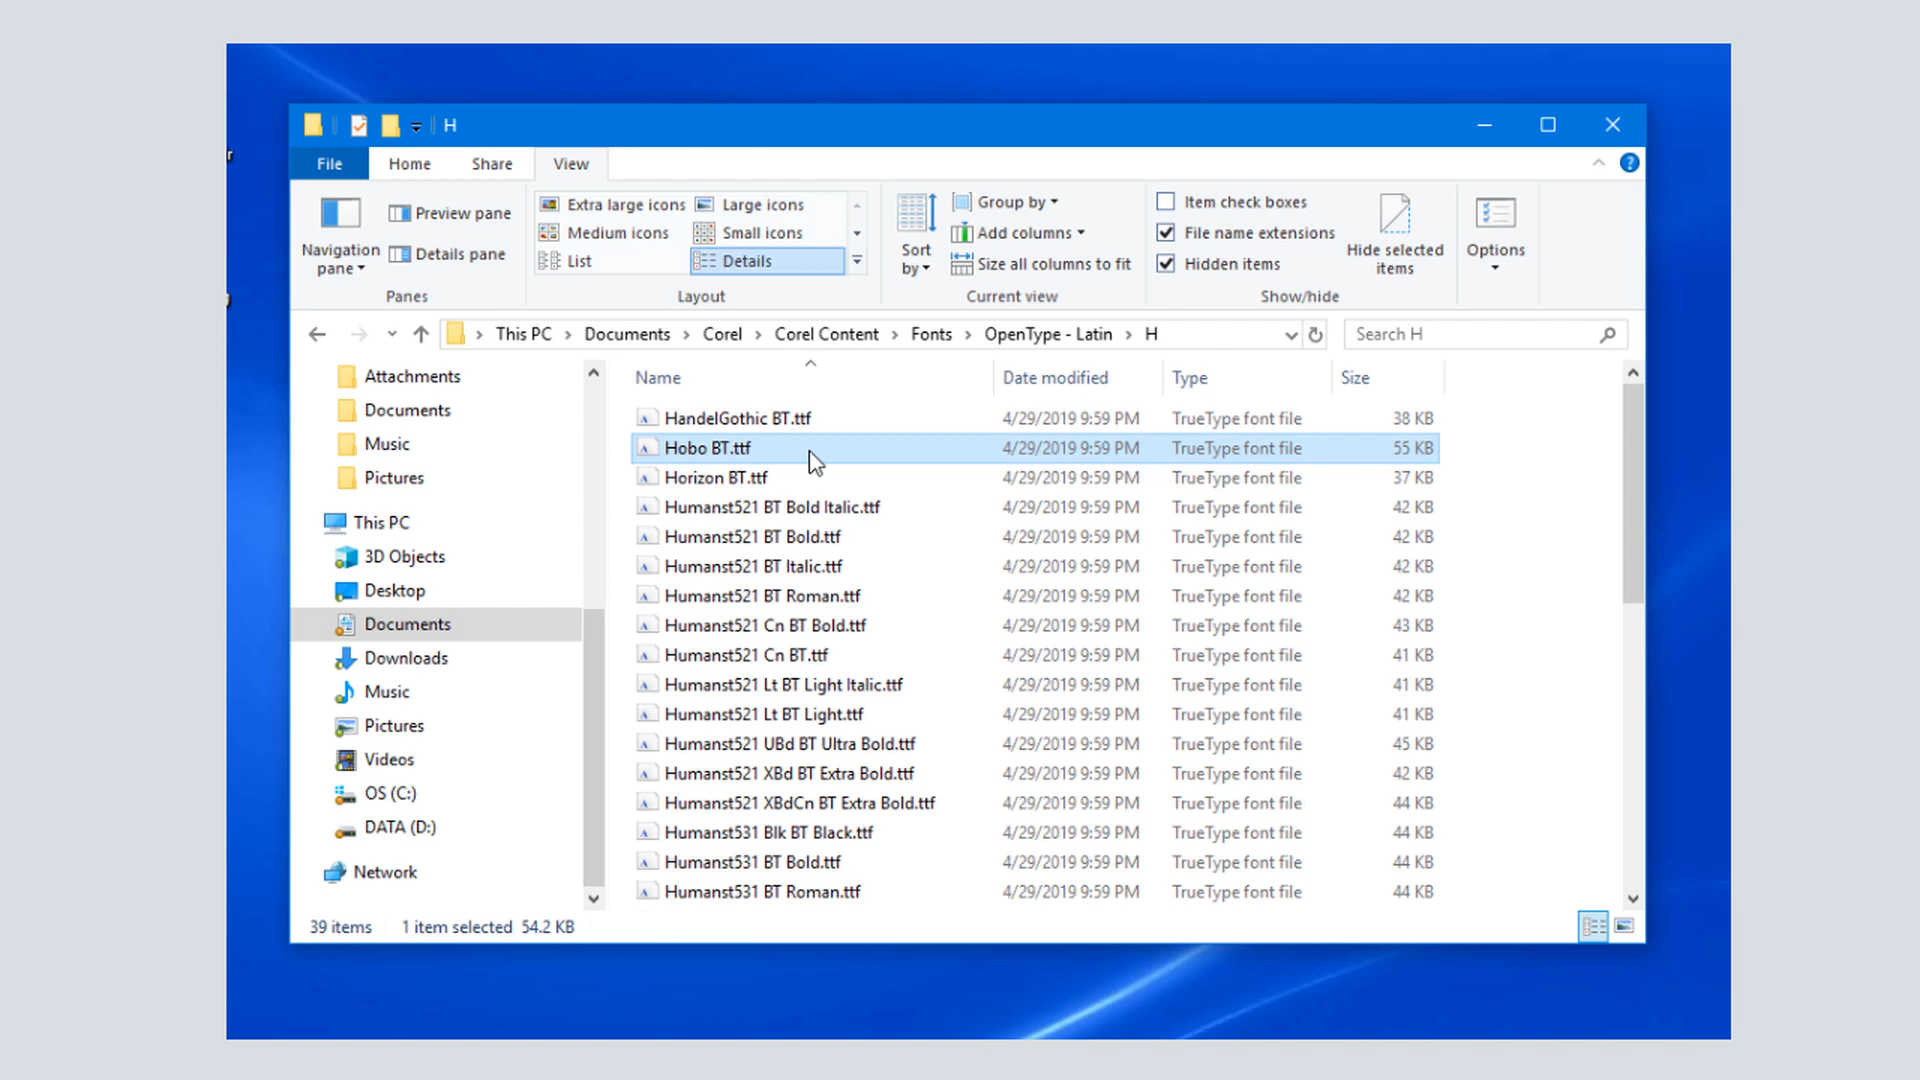 H
File Home Share View
Navigation pane
Preview pane
Details pane
Panes
Extra large icons Large icons
Medium icons Small icons
List Details
Layout
Sort by
Group by
Add columns
Size all columns to fit
Current view
Item check boxes
File name extensions
Hidden items
Hide selected items
Show/hide
Options
This PC > Documents > Corel > Corel Content > Fonts > OpenType - Latin > H
Search H
Attachments
Documents
Music
Pictures
This PC
3D Objects
Desktop
Documents
Downloads
Music
Pictures
Videos
OS (C:)
DATA (D:)
Network
Name Date modified Type Size
HandelGothic BT.ttf 4/29/2019 9:59 PM TrueType font file 38 KB
Hobo BT.ttf 4/29/2019 9:59 PM TrueType font file 55 KB
Horizon BT.ttf 4/29/2019 9:59 PM TrueType font file 37 KB
Humanst521 BT Bold Italic.ttf 4/29/2019 9:59 PM TrueType font file 42 KB
Humanst521 BT Bold.ttf 4/29/2019 9:59 PM TrueType font file 42 KB
Humanst521 BT Italic.ttf 4/29/2019 9:59 PM TrueType font file 42 KB
Humanst521 BT Roman.ttf 4/29/2019 9:59 PM TrueType font file 42 KB
Humanst521 Cn BT Bold.ttf 4/29/2019 9:59 PM TrueType font file 43 KB
Humanst521 Cn BT.ttf 4/29/2019 9:59 PM TrueType font file 41 KB
Humanst521 Lt BT Light Italic.ttf 4/29/2019 9:59 PM TrueType font file 41 KB
Humanst521 Lt BT Light.ttf 4/29/2019 9:59 PM TrueType font file 41 KB
Humanst521 UBd BT Ultra Bold.ttf 4/29/2019 9:59 PM TrueType font file 45 KB
Humanst521 XBd BT Extra Bold.ttf 4/29/2019 9:59 PM TrueType font file 42 KB
Humanst521 XBdCn BT Extra Bold.ttf 4/29/2019 9:59 PM TrueType font file 44 KB
Humanst531 Blk BT Black.ttf 4/29/2019 9:59 PM TrueType font file 44 KB
Humanst531 BT Bold.ttf 4/29/2019 9:59 PM TrueType font file 44 KB
Humanst531 BT Roman.ttf 4/29/2019 9:59 PM TrueType font file 44 KB
39 items 1 item selected 54.2 KB